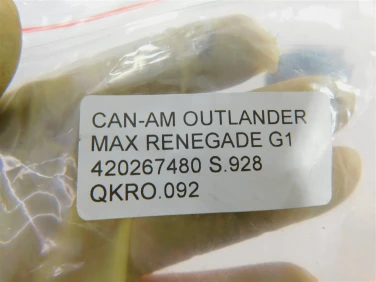 CAN-AM OUTLANDER
MAX RENEGADE G1
420267480 S.928
QKRO.092